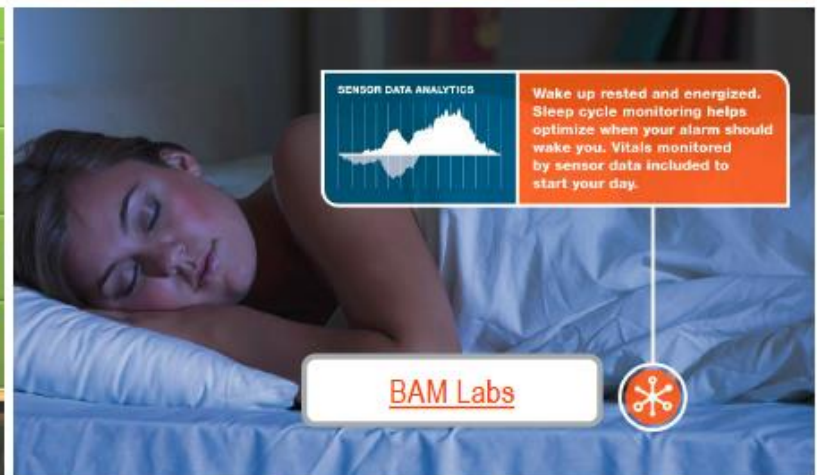 SENSOR DATA ANALYTICS
Wake up rested and energized.
Sleep cycle monitoring helps
optimize when your alarm should
wake you. Vitals monitored
by sensor data included to
start your day.
BAM Labs